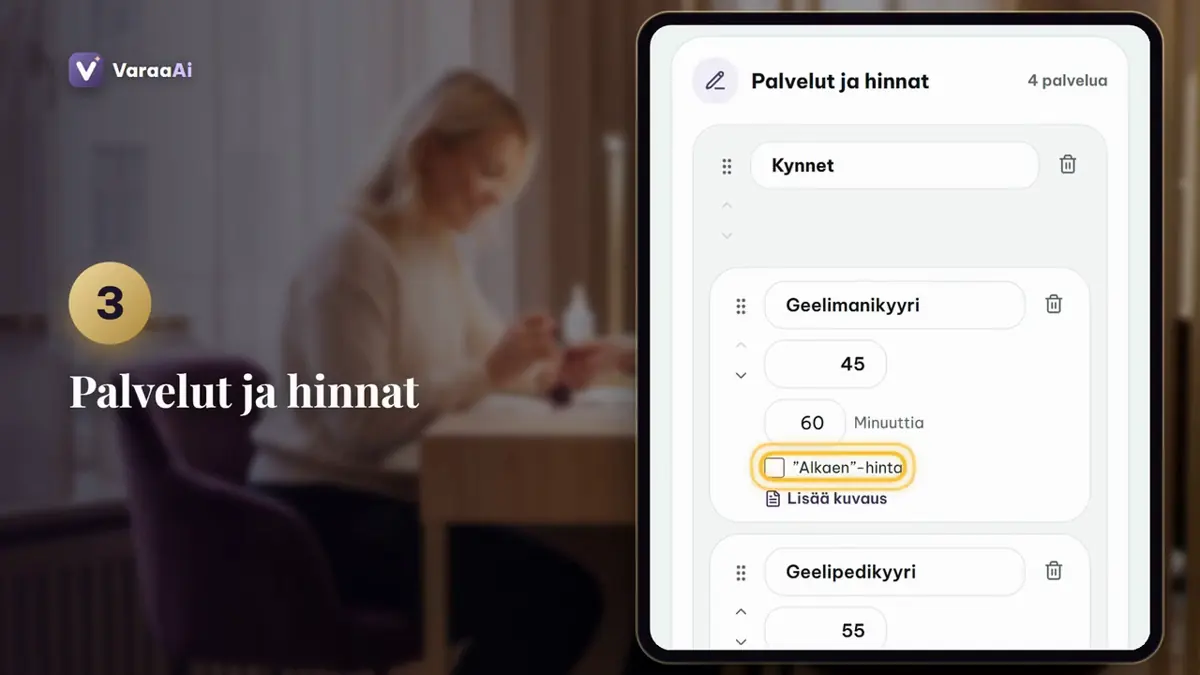 VaraaAi
3
Palvelut ja hinnat
Palvelut ja hinnat
4 palvelua
Kynnet
Geelimanikyyri
45
60 Minuuttia
"Alkaen"-hinta
Lisää kuvaus
Geelipedikyyri
55